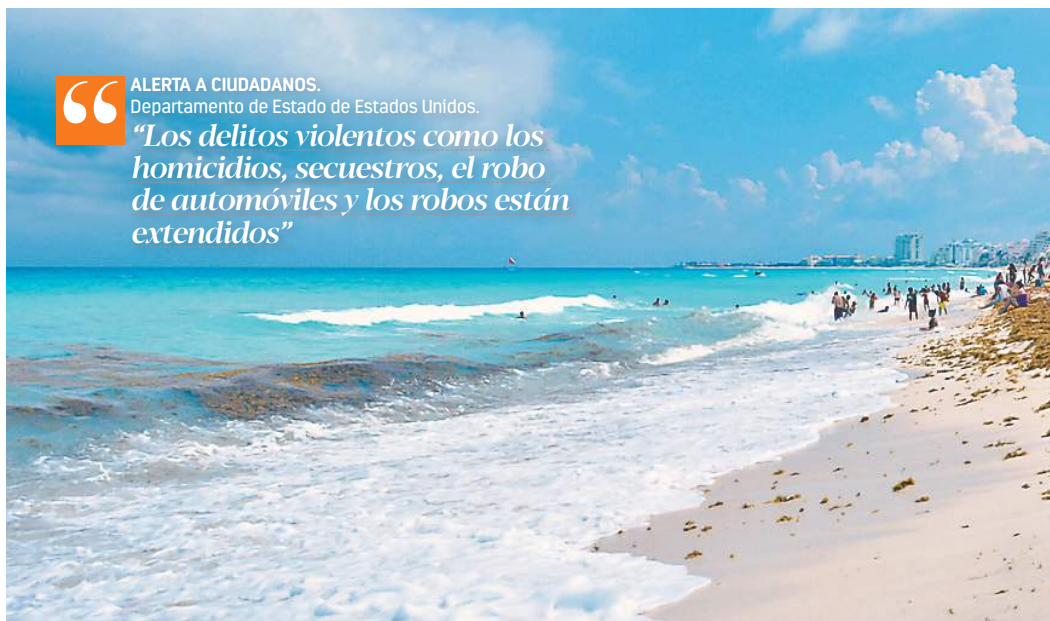 ALERTA A CIUDADANOS.
Departamento de Estado de Estados Unidos.
“Los delitos violentos como los
homicidios, secuestros, el robo
de automóviles y los robos están
extendidos”